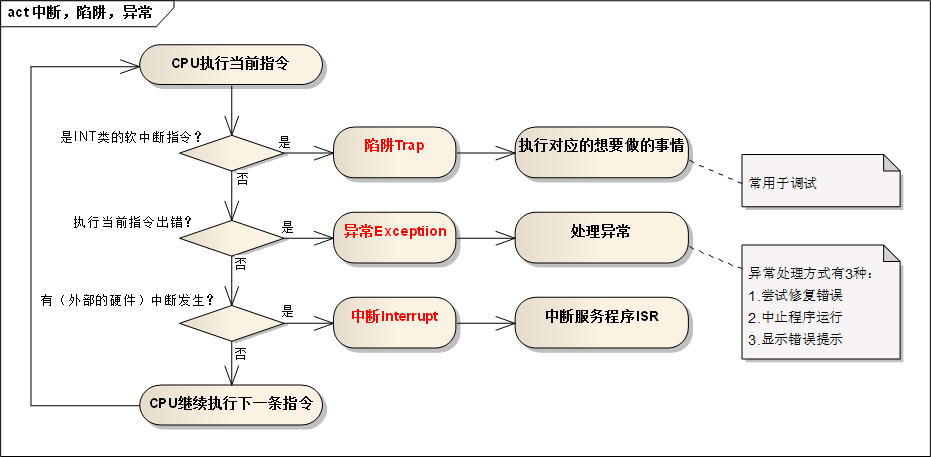 act 中断，陷阱，异常
CPU执行当前指令
是INT类的软中断指令？
是
陷阱Trap
执行对应的想要做的事情
常用于调试
否
执行当前指令出错？
是
异常Exceptiion
处理异常
异常处理方式有3种：
1.尝试修复错误
2.中止程序运行
3.显示错误提示
否
有（外部的硬件）中断发生？
是
中断Interrupt
中断服务程序ISR
否
CPU继续执行下一条指令